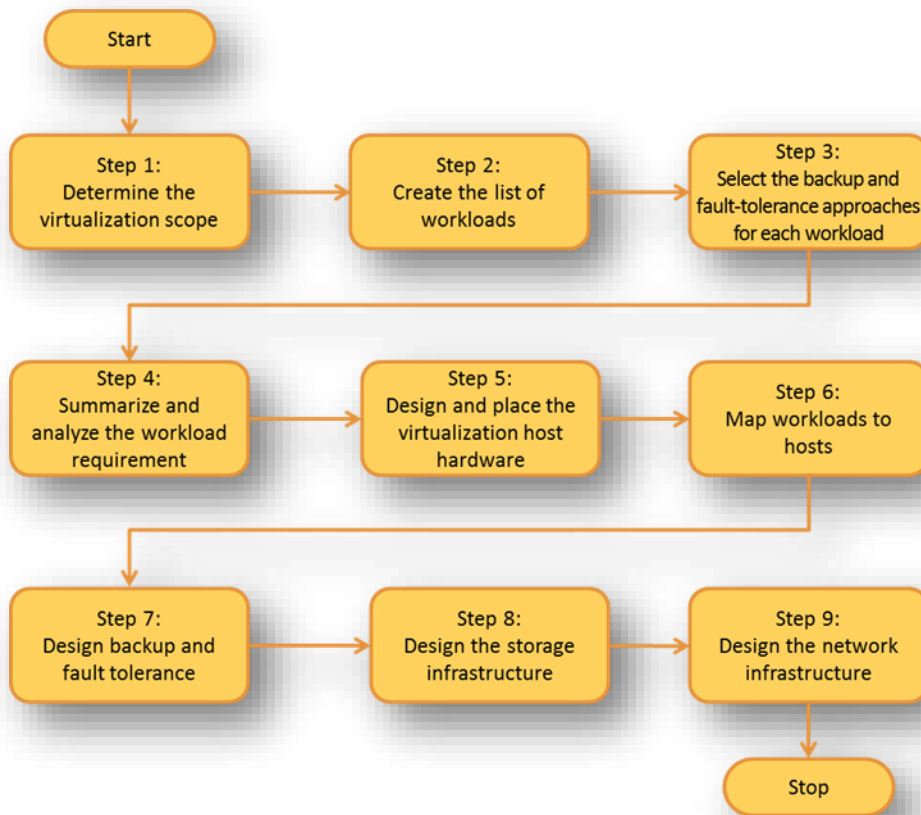 Start
Step 1:
Determine the
virtualization scope
Step 2:
Create the list of
workloads
Step 3:
Select the backup and
fault-tolerance approaches
for each workload
Step 4:
Summarize and
analyze the workload
requirement
Step 5:
Design and place the
virtualization host
hardware
Step 6:
Map workloads to
hosts
Step 7:
Design backup and
fault tolerance
Step 8:
Design the storage
infrastructure
Step 9:
Design the network
infrastructure
Stop